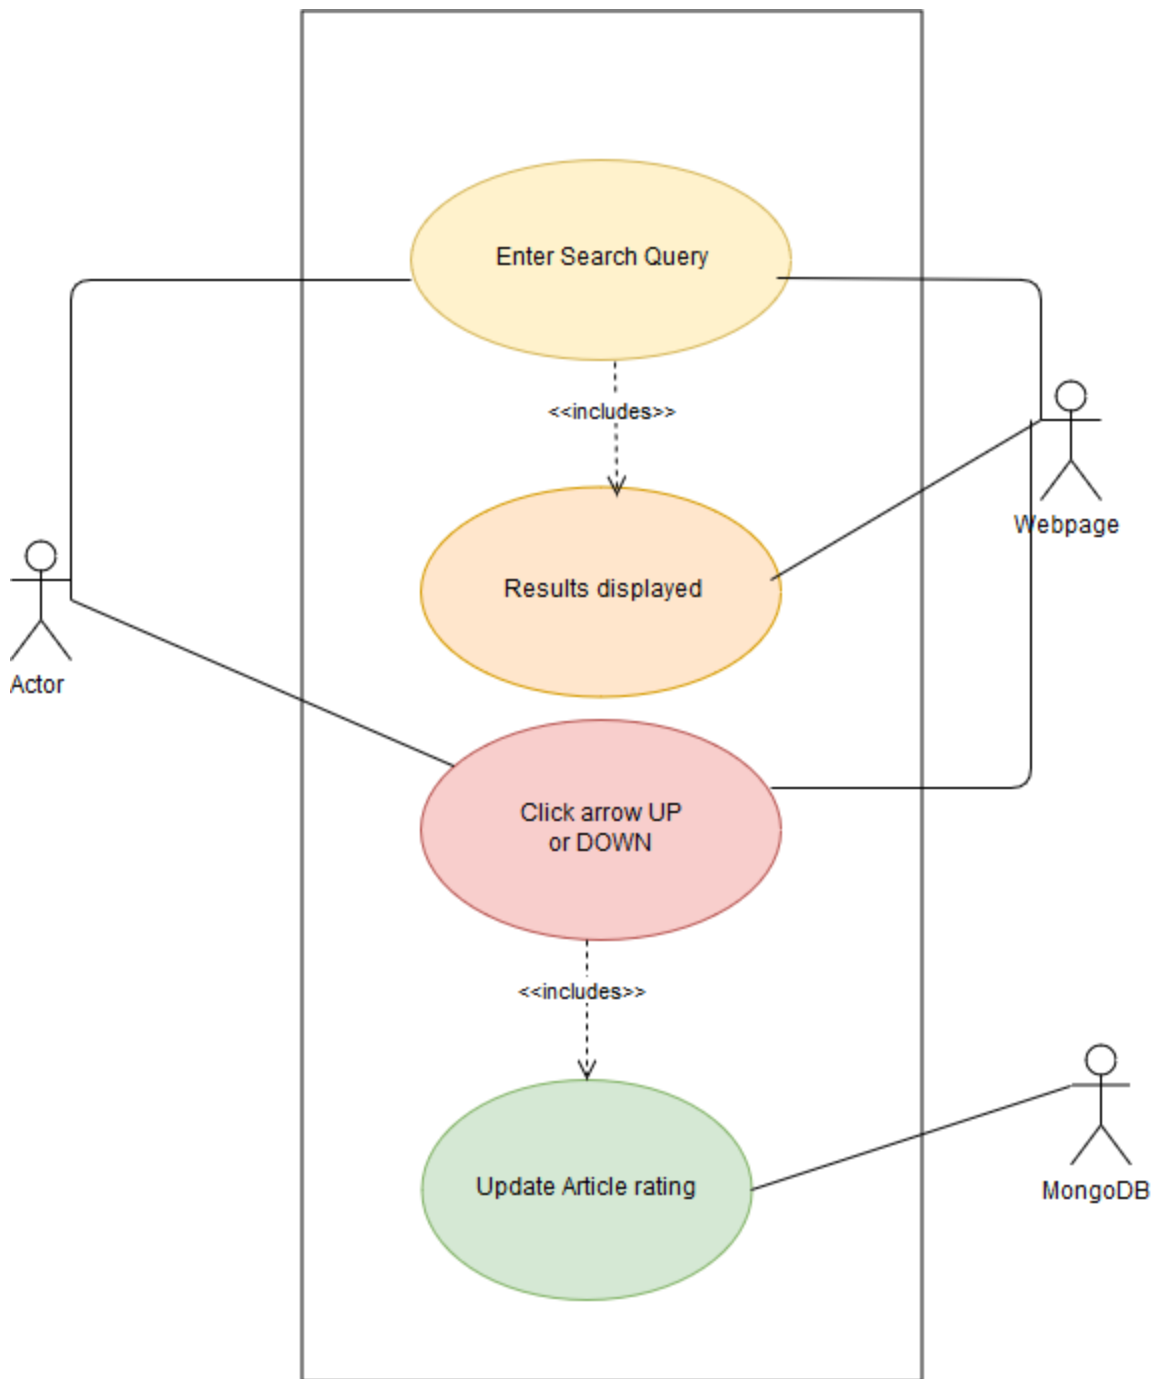 Enter Search Query
<<includes>>
Webpage
Results displayed
Actor
Click arrow UP
or DOWN
<<includes>>
Update Article rating
MongoDB